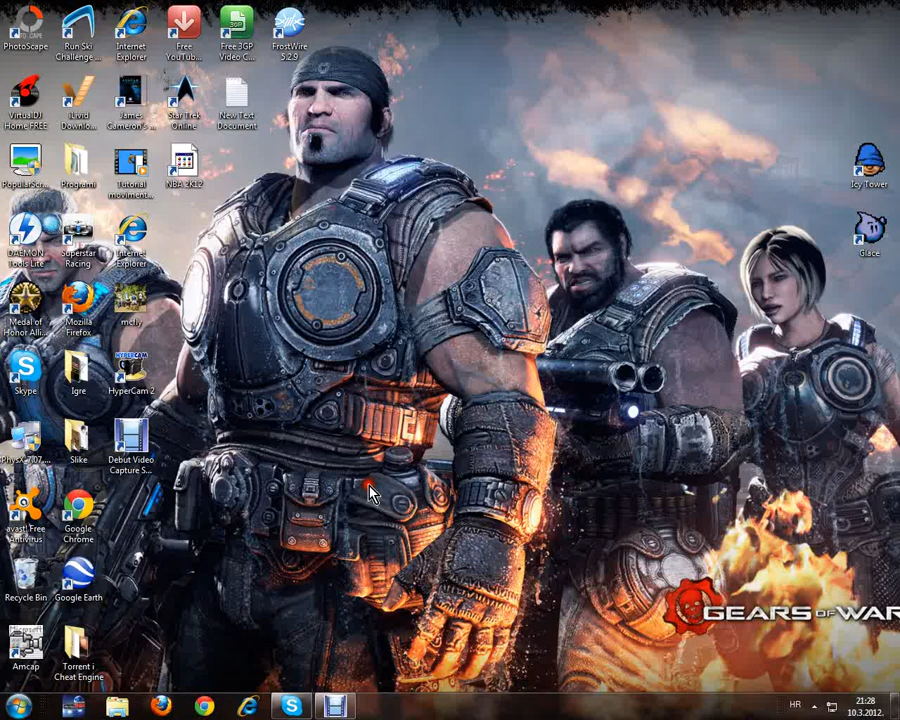 PhotoScape
Run Ski
Challenge ...
Internet
Explorer
Free
YouTub...
Free 3GP
Video C...
FrostWire
5.2.9
VirtualDJ
Home FREE
iLivid
Downlo...
James
Cameron's ...
Star Trek
Online
New Text
Document
PopularScr...
Programi
Tutorial
moviment...
NBA 2K12
Icy Tower
DAEMON
Tools Lite
Superstar
Racing
Internet
Explorer
Glace
Medal of
Honor Alli...
Mozilla
Firefox
mcfly
Skype
Igre
HYPERCAM
HyperCam 2
Slike
Debut Video
Capture S...
avast! Free
Antivirus
Google
Chrome
Recycle Bin
Google Earth
GEARS OF WAR
Amcap
Torrent i
Cheat Engine
HR
21:28
10.3.2012.